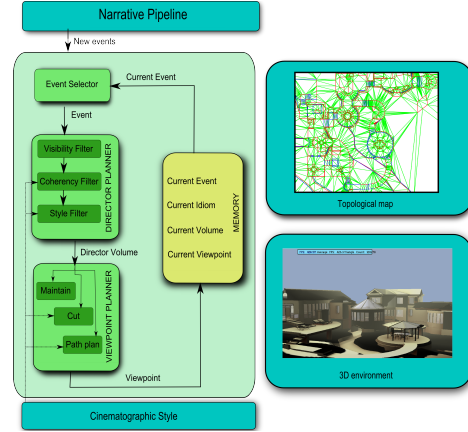 Narrative Pipeline
New events
Current Event
Event Selector
Event
Visibility Filter
Coherency Filter
Style Filter
DIRECTOR PLANNER
Director Volume
Maintain
Cut
Path plan
VIEWPOINT PLANNER
Viewpoint
Current Event
Current Idiom
Current Volume
Current Viewpoint
MEMORY
Cinematographic Style
Topological map
3D environment